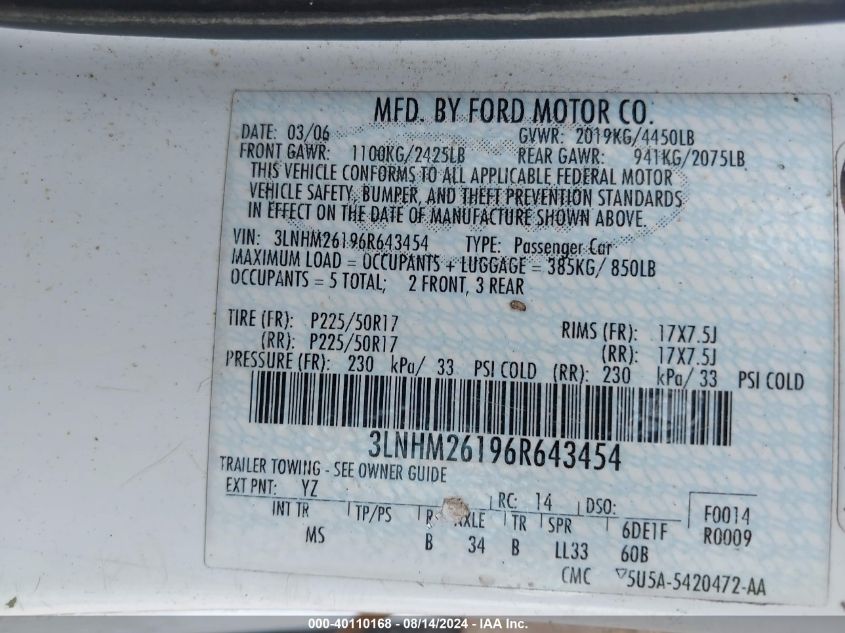 MFD. BY FORD MOTOR CO.
DATE: 03/06 GVWR: 2019KG/4450LB
FRONT GAWR: 1100KG/2425LB REAR GAWR: 941KG/2075LB
THIS VEHICLE CONFORMS TO ALL APPLICABLE FEDERAL MOTOR
VEHICLE SAFETY, BUMPER, AND THEFT PREVENTION STANDARDS
IN EFFECT ON THE DATE OF MANUFACTURE SHOWN ABOVE.
VIN: 3LNHM26196R643454 TYPE: Passenger Car
MAXIMUM LOAD = OCCUPANTS + LUGGAGE = 385KG/ 850LB
OCCUPANTS = 5 TOTAL; 2 FRONT, 3 REAR
TIRE (FR): P225/50R17 RIMS (FR): 17X7.5J
(RR): P225/50R17 (RR): 17X7.5J
PRESSURE (FR): 230 kPa/ 33 PSI COLD (RR): 230 kPa/ 33 PSI COLD
3LNHM26196R643454
TRAILER TOWING - SEE OWNER GUIDE
EXT PNT: YZ RC: 14 DSO: F0014
INT TR TP/PS R AXLE TR SPR 6DE1F R0009
MS B 34 B LL33 60B
CMC 5U5A-5420472-AA
000-40110168 - 08/14/2024 - IAA Inc.